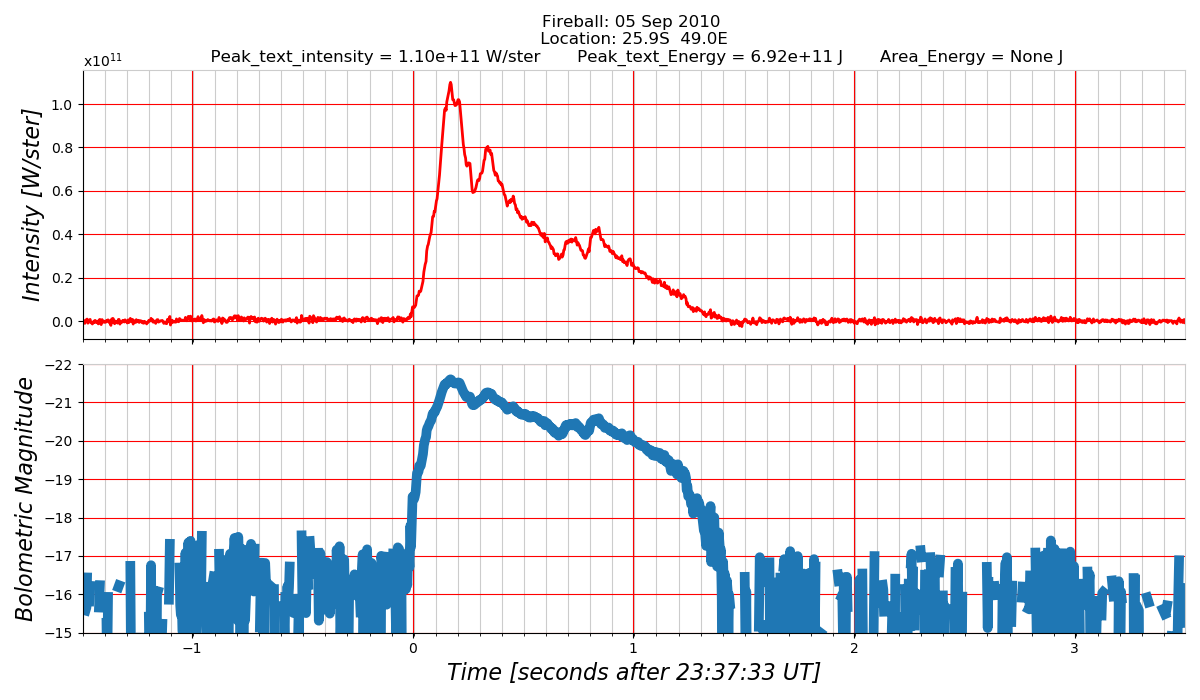 Fireball: 05 Sep 2010
Location: 25.9S  49.0E
Peak_text_intensity = 1.10e+11 W/ster       Peak_text_Energy = 6.92e+11 J       Area_Energy = None J
x10¹¹
Intensity [W/ster]
1.0
0.8
0.6
0.4
0.2
0.0
Bolometric Magnitude
−22
−21
−20
−19
−18
−17
−16
−15
−1 0 1 2 3
Time [seconds after 23:37:33 UT]